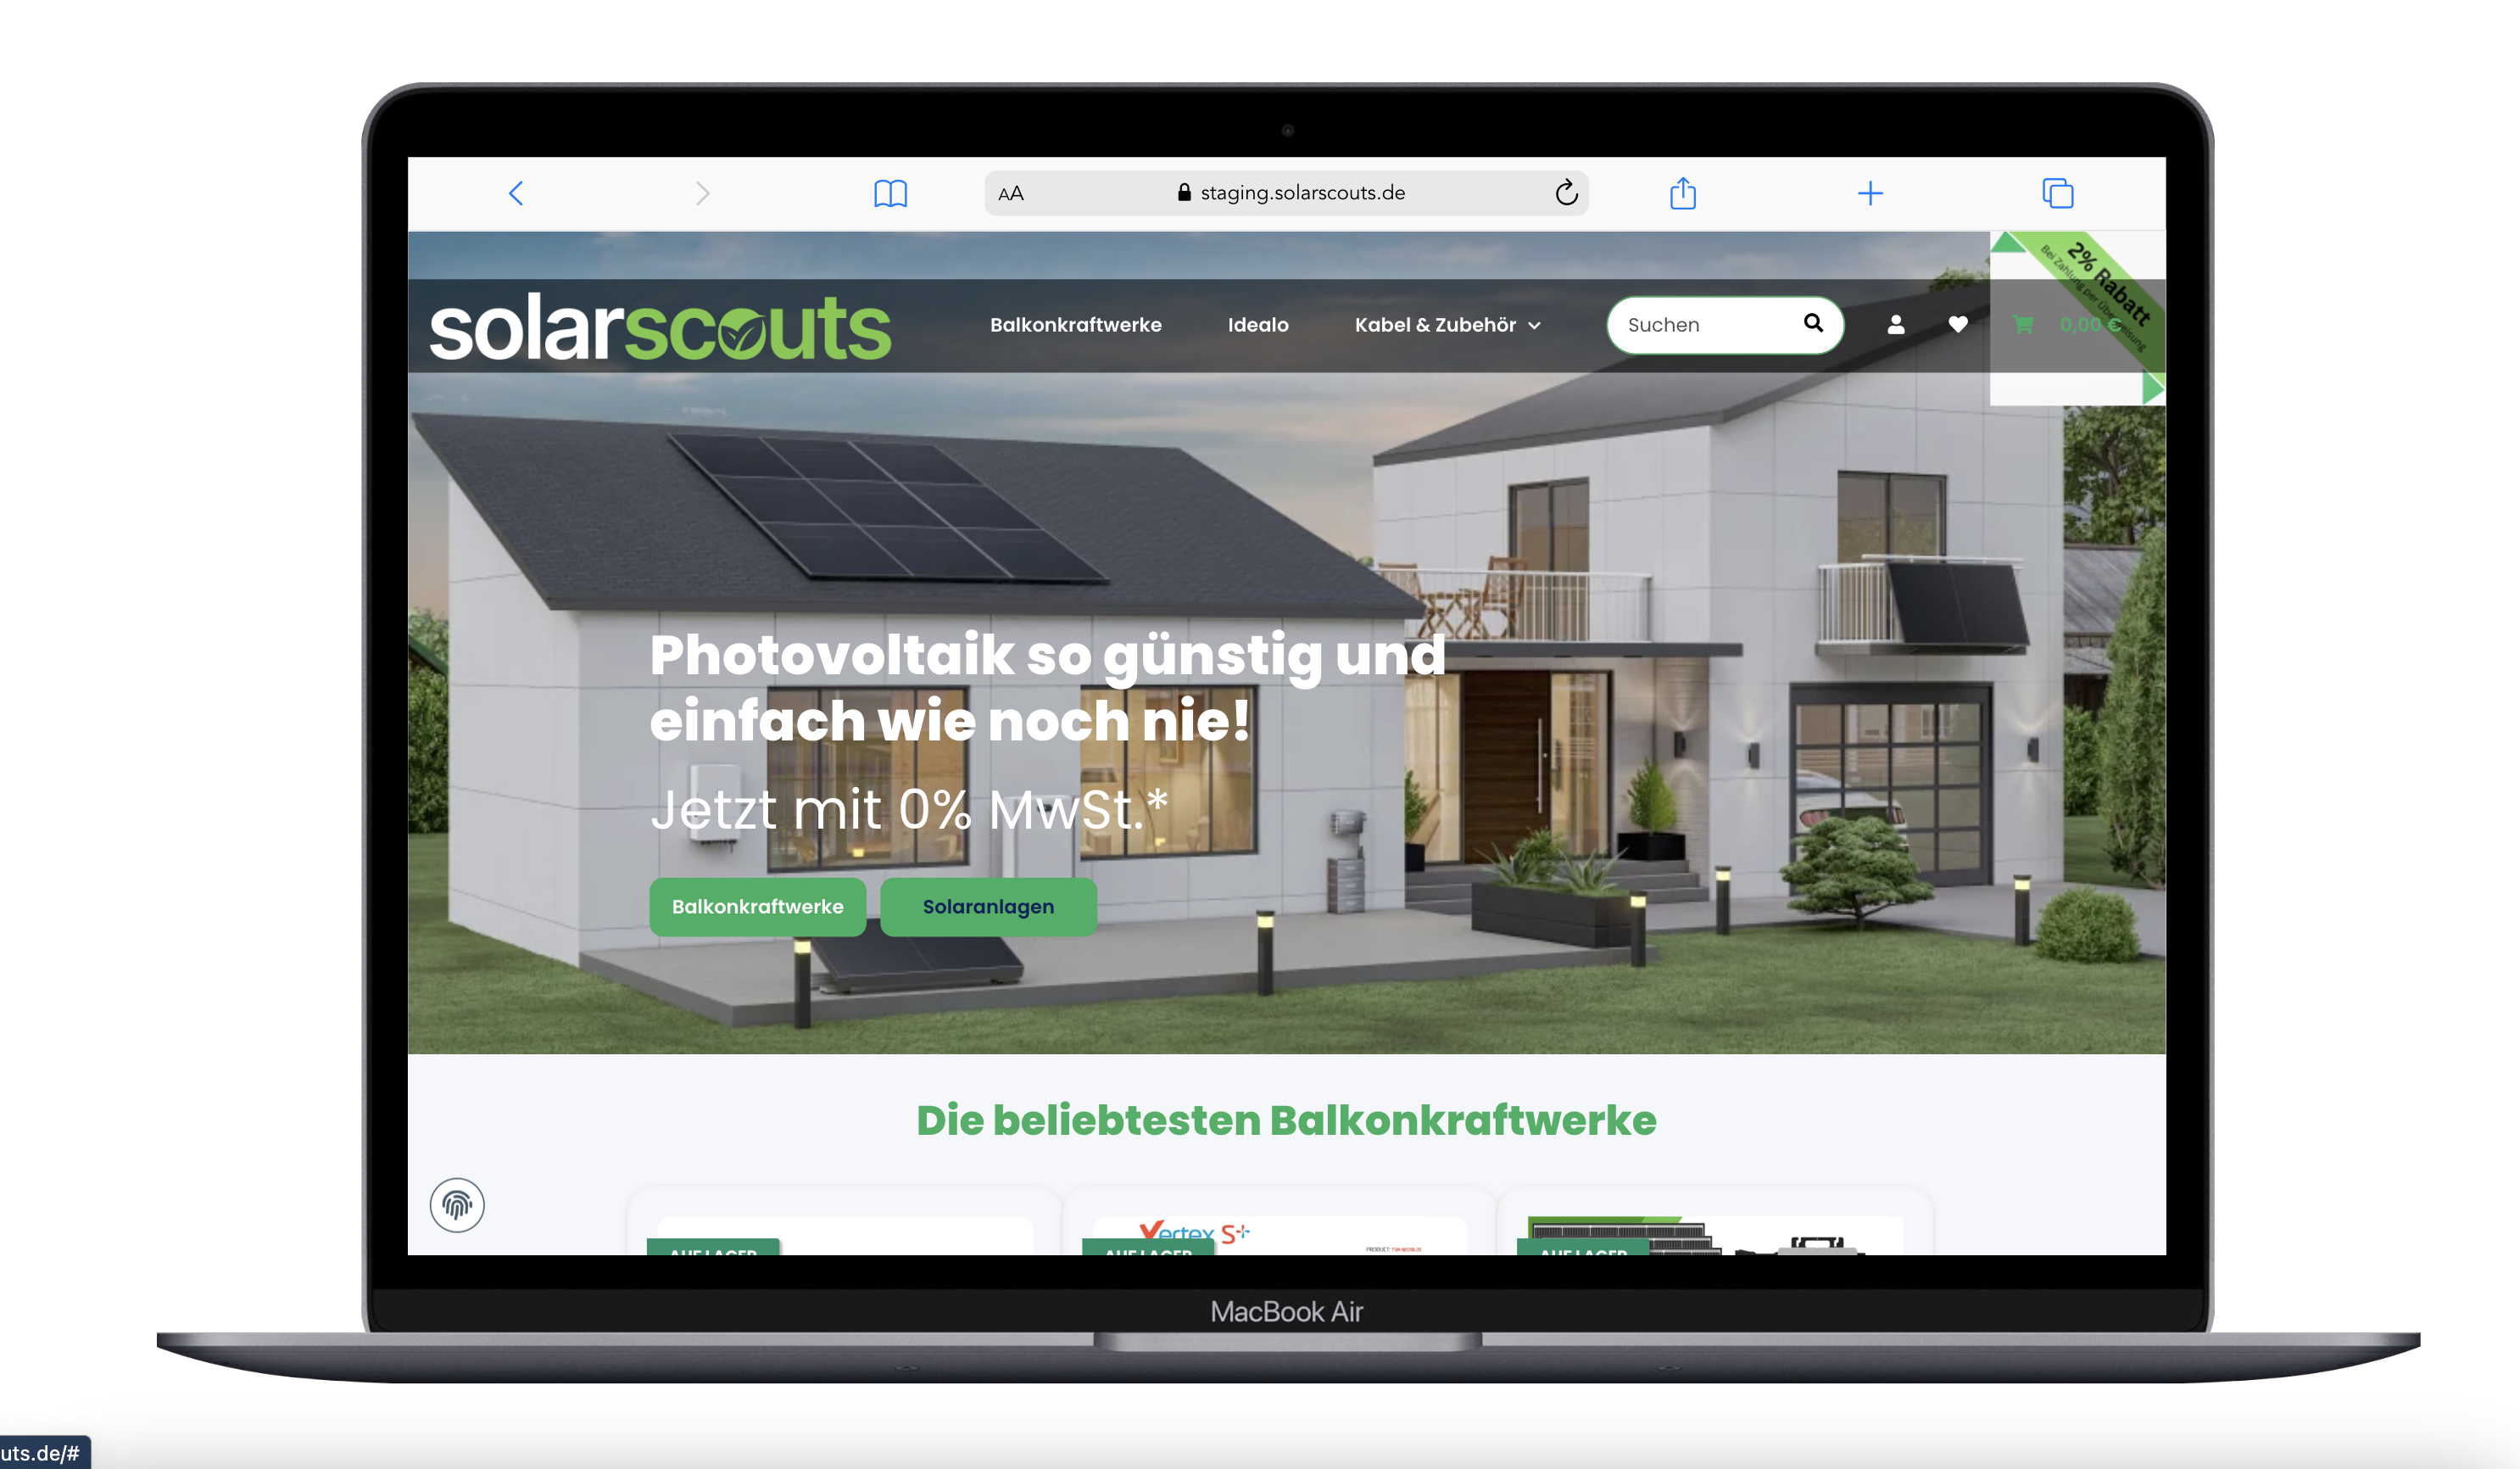 AA
staging.solarscouts.de
2% Rabatt
Bei Zahlung per Überweisung
solarscouts
Balkonkraftwerke
Idealo
Kabel & Zubehör
Suchen
0,00 €
Photovoltaik so günstig und
einfach wie noch nie!
Jetzt mit 0% MwSt.*
Balkonkraftwerke
Solaranlagen
Die beliebtesten Balkonkraftwerke
Vertex S+
AUF LAGER
AUF LAGER
AUF LAGER
MacBook Air
uts.de/#